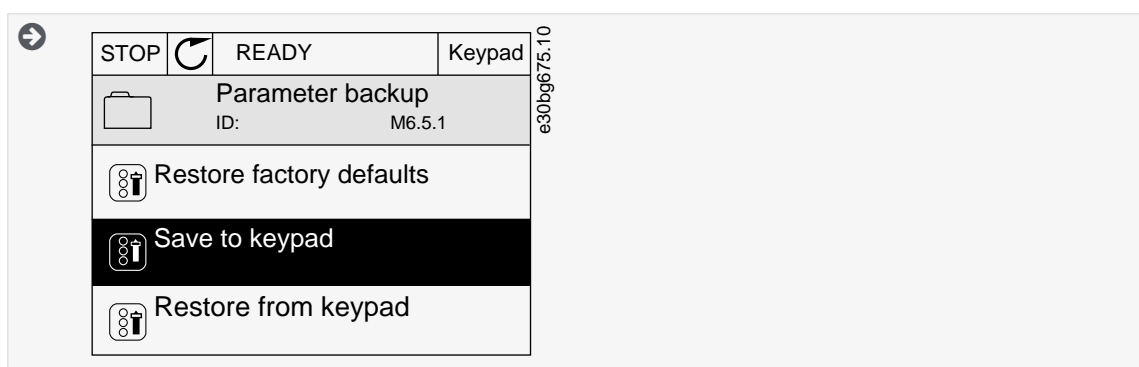 STOP READY Keypad
Parameter backup
ID: M6.5.1
Restore factory defaults
Save to keypad
Restore from keypad
e30bg675.10